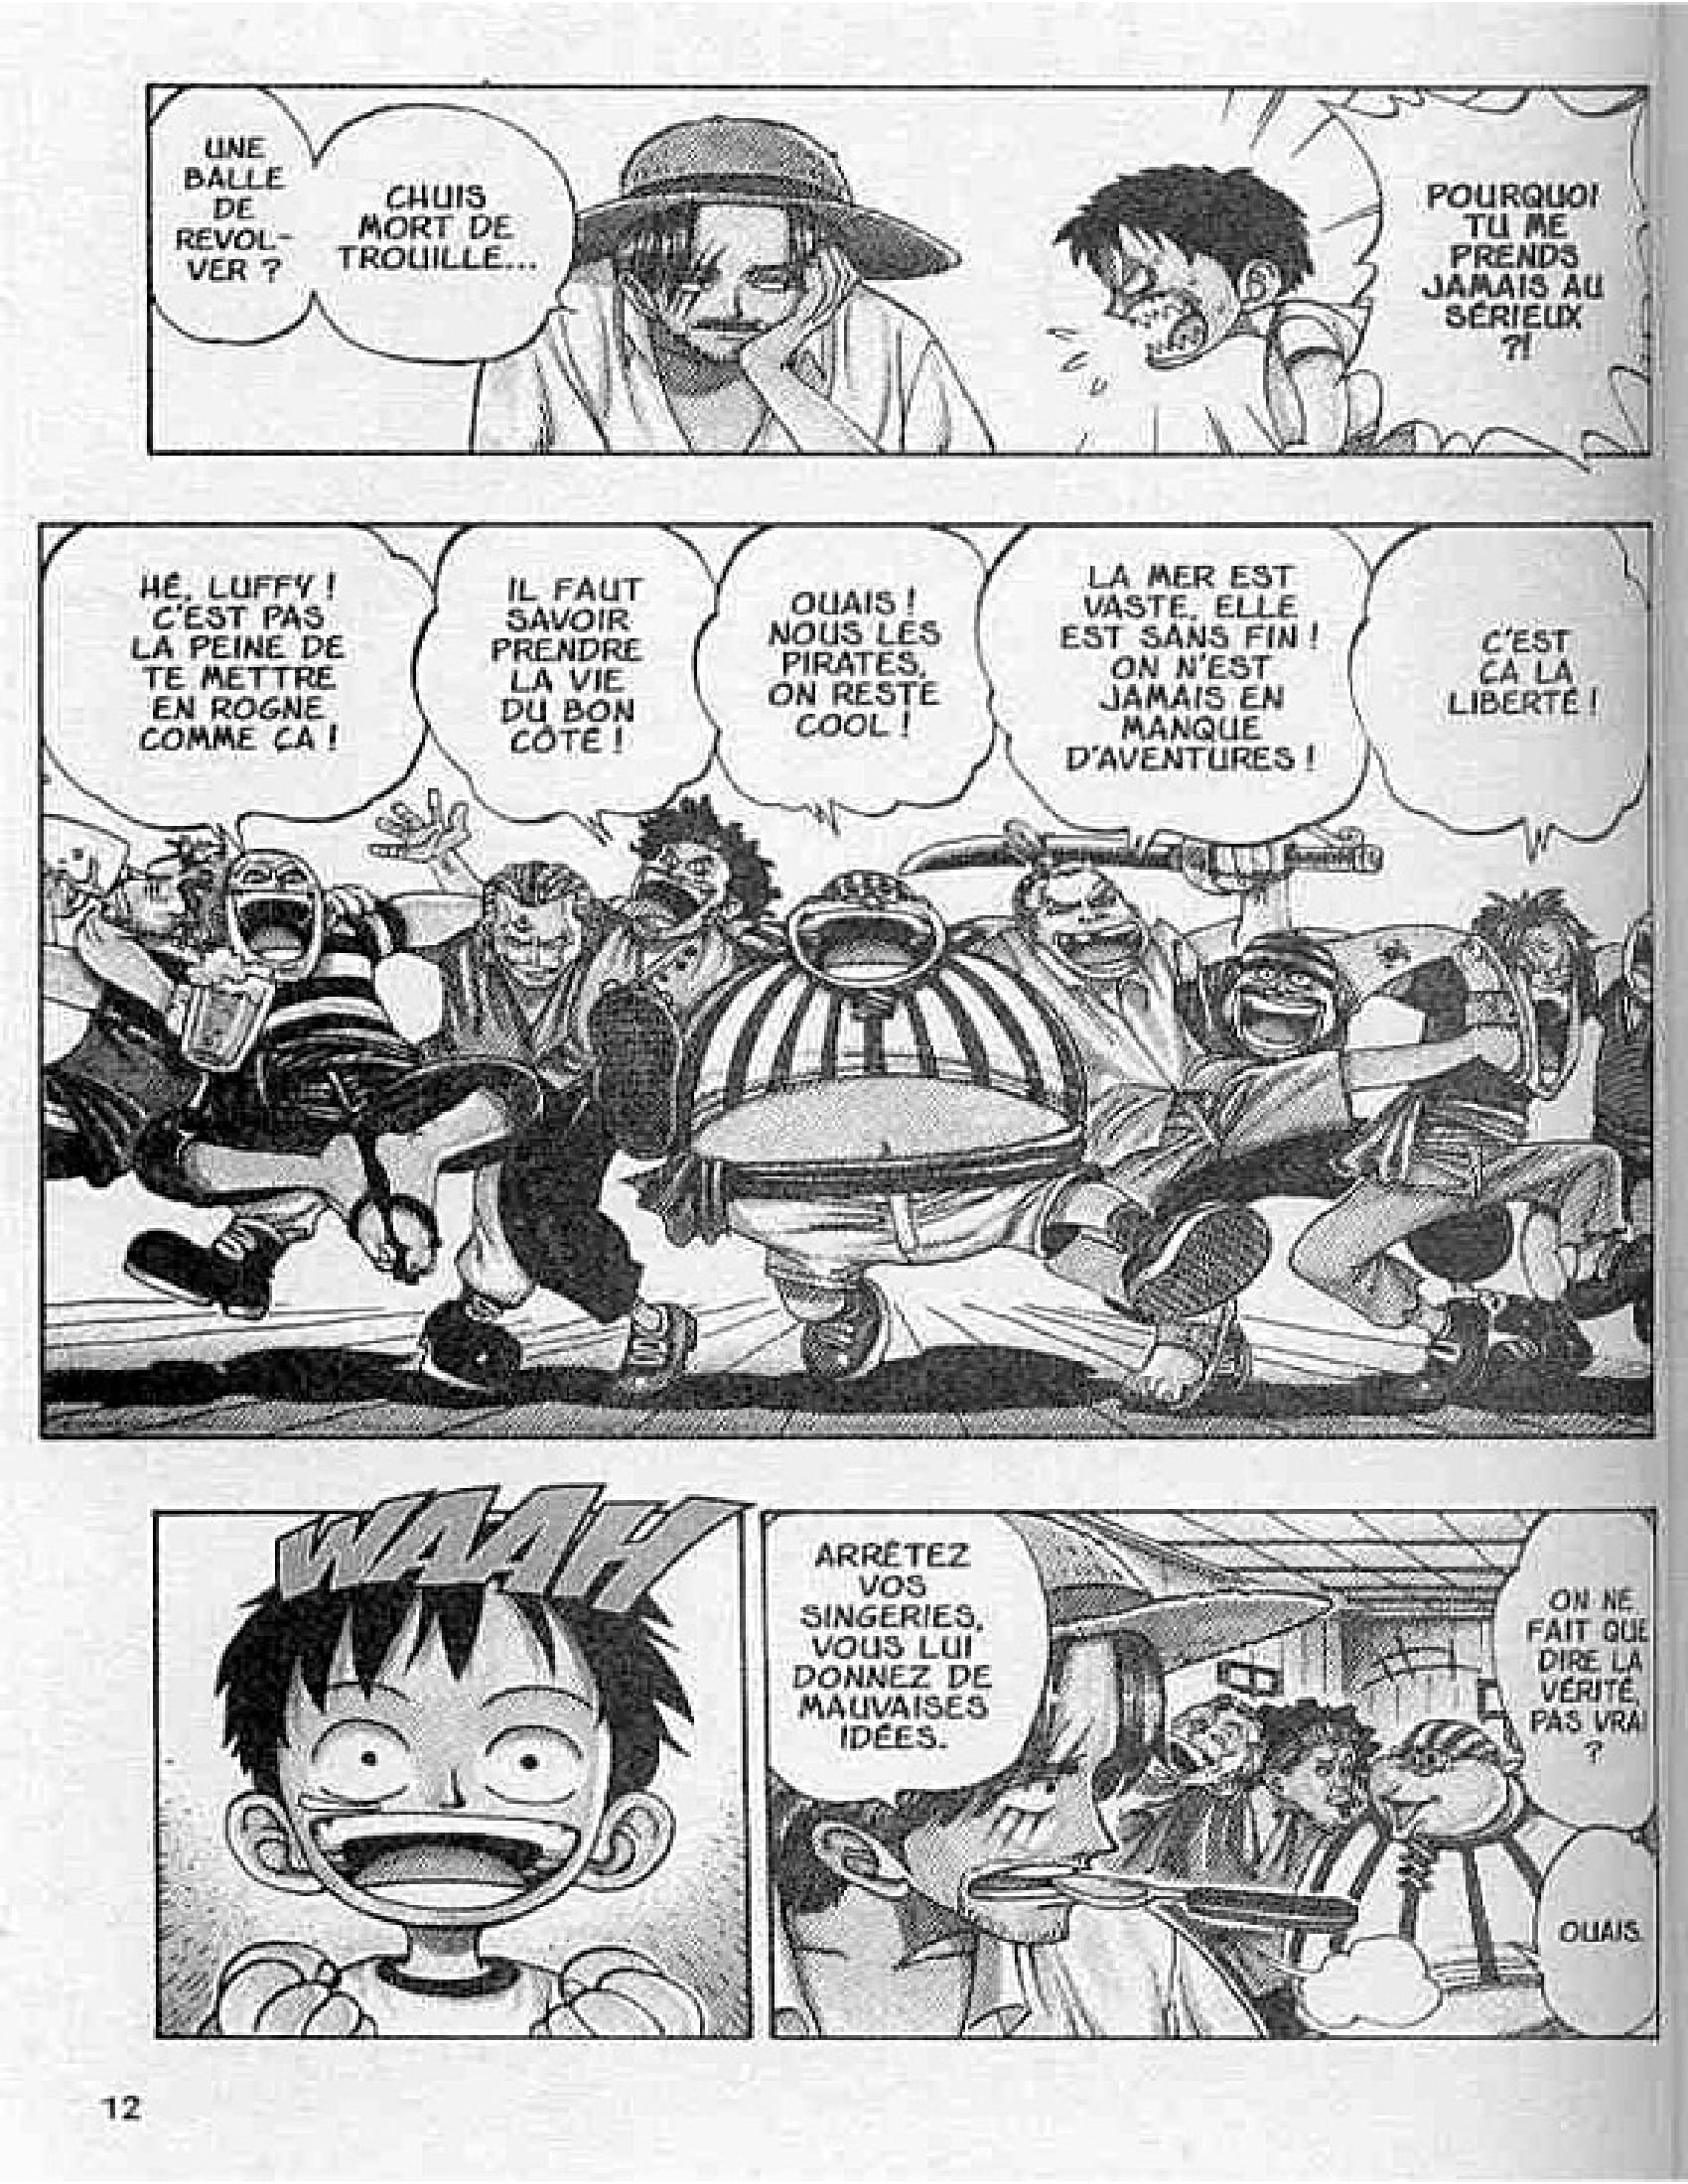 UNE
BALLE
DE
REVOL-
VER ?
CHUIS
MORT DE
TROUILLE...
POURQUOI
TU ME
PRENDS
JAMAIS AU
SÉRIEUX
?!
HÉ, LUFFY !
C'EST PAS
LA PEINE DE
TE METTRE
EN ROGNE
COMME ÇA !
IL FAUT
SAVOIR
PRENDRE
LA VIE
DU BON
CÔTÉ !
OUAIS !
NOUS LES
PIRATES,
ON RESTE
COOL !
LA MER EST
VASTE, ELLE
EST SANS FIN !
ON N'EST
JAMAIS EN
MANQUE
D'AVENTURES !
C'EST
ÇA LA
LIBERTÉ !
WAAH
ARRÊTEZ
VOS
SINGERIES,
VOUS LUI
DONNEZ DE
MAUVAISES
IDÉES.
ON NE
FAIT QUE
DIRE LA
VÉRITÉ,
PAS VRAI
?
OUAIS.
12